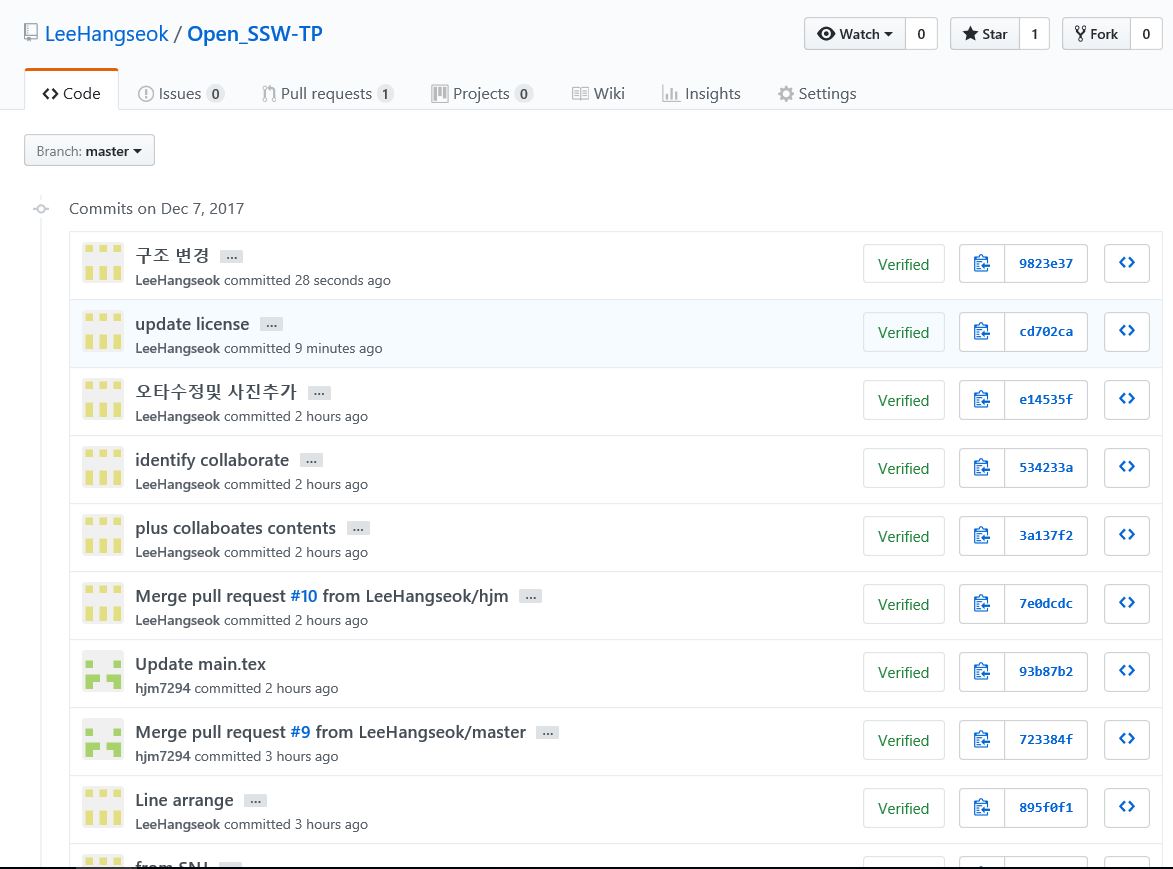 LeeHangseok / Open_SSW-TP
Watch 0 Star 1 Fork 0
Code Issues 0 Pull requests 1 Projects 0 Wiki Insights Settings
Branch: master
Commits on Dec 7, 2017
구조 변경 …
Verified 9823e37
LeeHangseok committed 28 seconds ago
update license …
Verified cd702ca
LeeHangseok committed 9 minutes ago
오타수정및 사진추가 …
Verified e14535f
LeeHangseok committed 2 hours ago
identify collaborate …
Verified 534233a
LeeHangseok committed 2 hours ago
plus collaboates contents …
Verified 3a137f2
LeeHangseok committed 2 hours ago
Merge pull request #10 from LeeHangseok/hjm …
Verified 7e0dcdc
LeeHangseok committed 2 hours ago
Update main.tex
Verified 93b87b2
hjm7294 committed 2 hours ago
Merge pull request #9 from LeeHangseok/master …
Verified 723384f
hjm7294 committed 3 hours ago
Line arrange …
Verified 895f0f1
LeeHangseok committed 3 hours ago
from